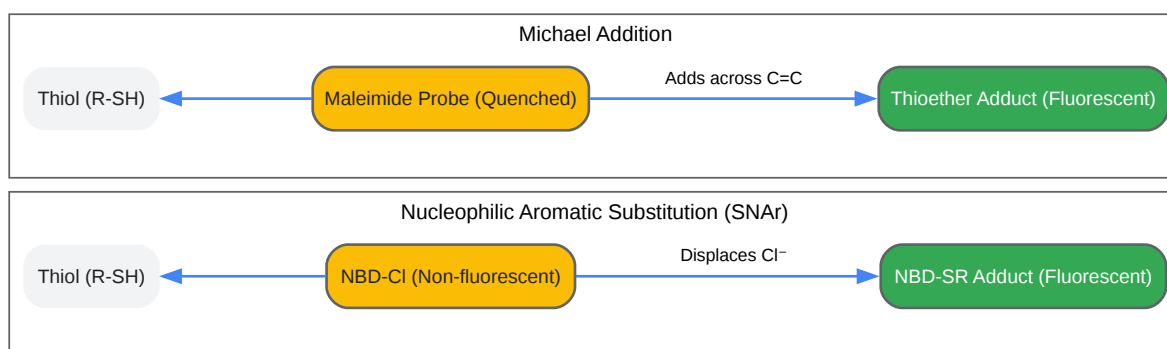 Michael Addition
Thiol (R-SH)
Maleimide Probe (Quenched)
Adds across C=C
Thioether Adduct (Fluorescent)
Nucleophilic Aromatic Substitution (SNAr)
Thiol (R-SH)
NBD-Cl (Non-fluorescent)
Displaces Cl⁻
NBD-SR Adduct (Fluorescent)